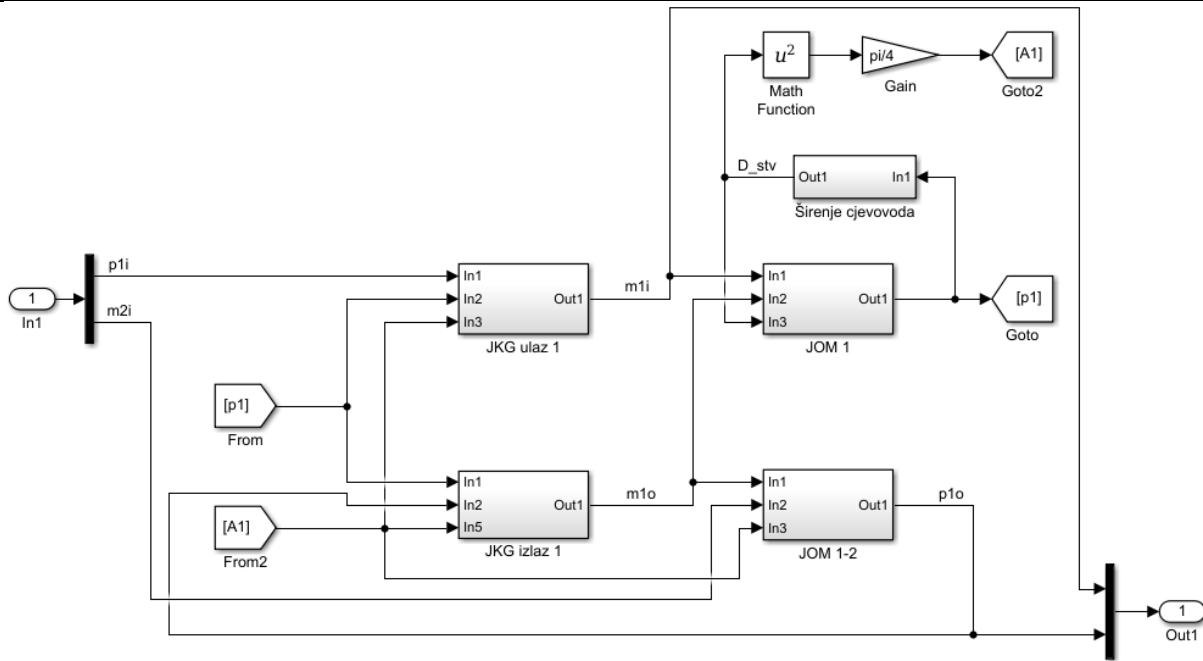 u²
Math
Function
pi/4
Gain
[A1]
Goto2
D_stv
Out1
In1
Širenje cjevovoda
1
In1
p1i
m2i
In1
In2
In3
Out1
JKG ulaz 1
m1i
In1
In2
In3
Out1
JOM 1
[p1]
Goto
[p1]
From
[A1]
From2
In1
In2
In5
Out1
JKG izlaz 1
m1o
In1
In2
In3
Out1
JOM 1-2
p1o
1
Out1